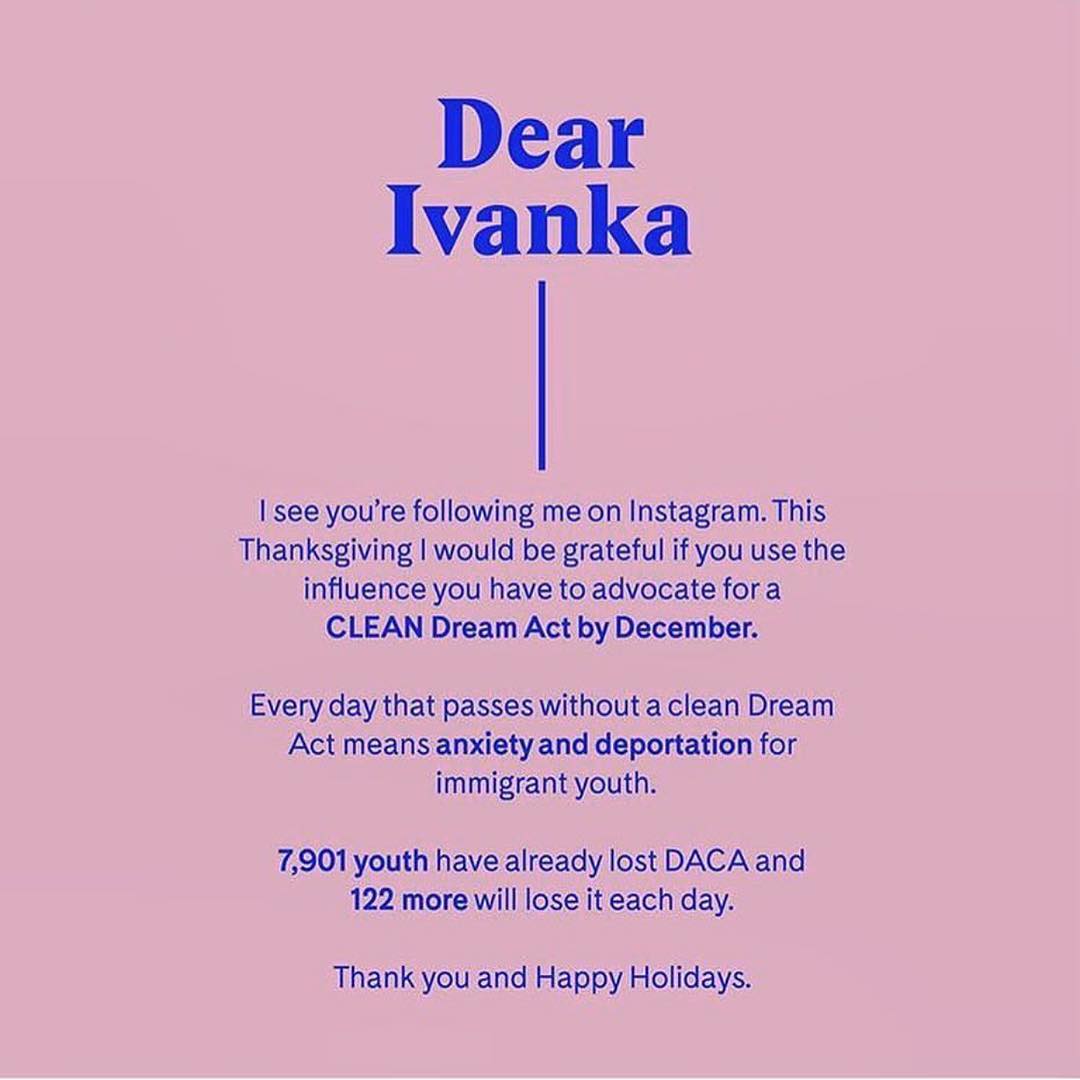 Dear
Ivanka
I see you’re following me on Instagram. This
Thanksgiving I would be grateful if you use the
influence you have to advocate for a
CLEAN Dream Act by December.
Every day that passes without a clean Dream
Act means anxiety and deportation for
immigrant youth.
7,901 youth have already lost DACA and
122 more will lose it each day.
Thank you and Happy Holidays.